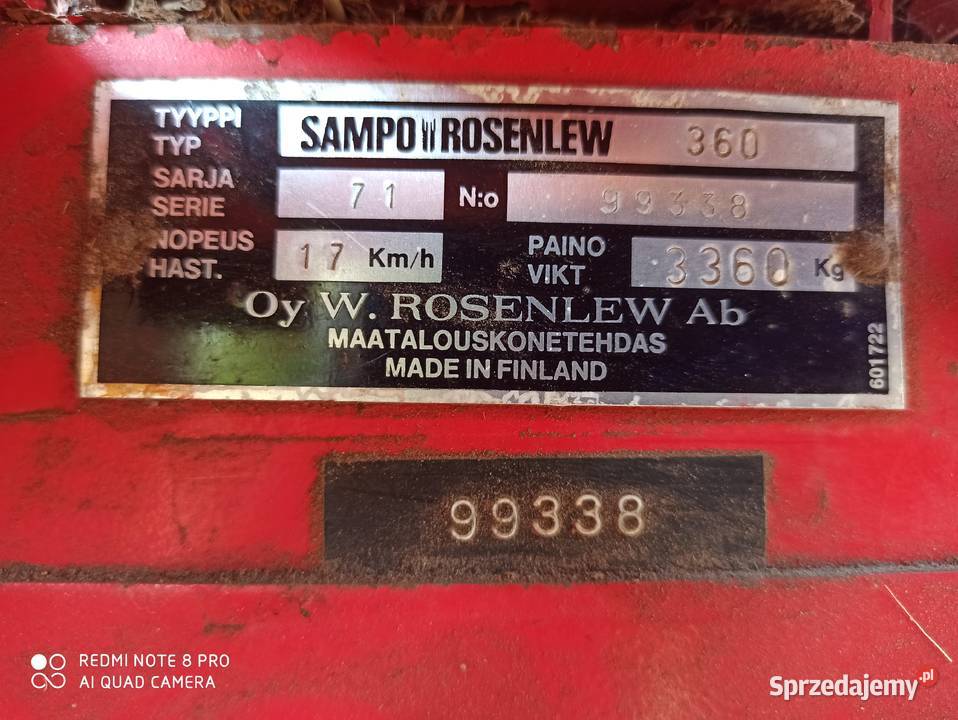 TYYPPI
TYP
SAMPO ROSENLEW 360
SARJA
SERIE
71
N:o 99338
NOPEUS
HAST.
17 Km/h
PAINO
VIKT
3360 Kg
Oy W. ROSENLEW Ab
MAATALOUSKONETEHDAS
MADE IN FINLAND
601722
99338
REDMI NOTE 8 PRO
AI QUAD CAMERA
Sprzedajemy.pl